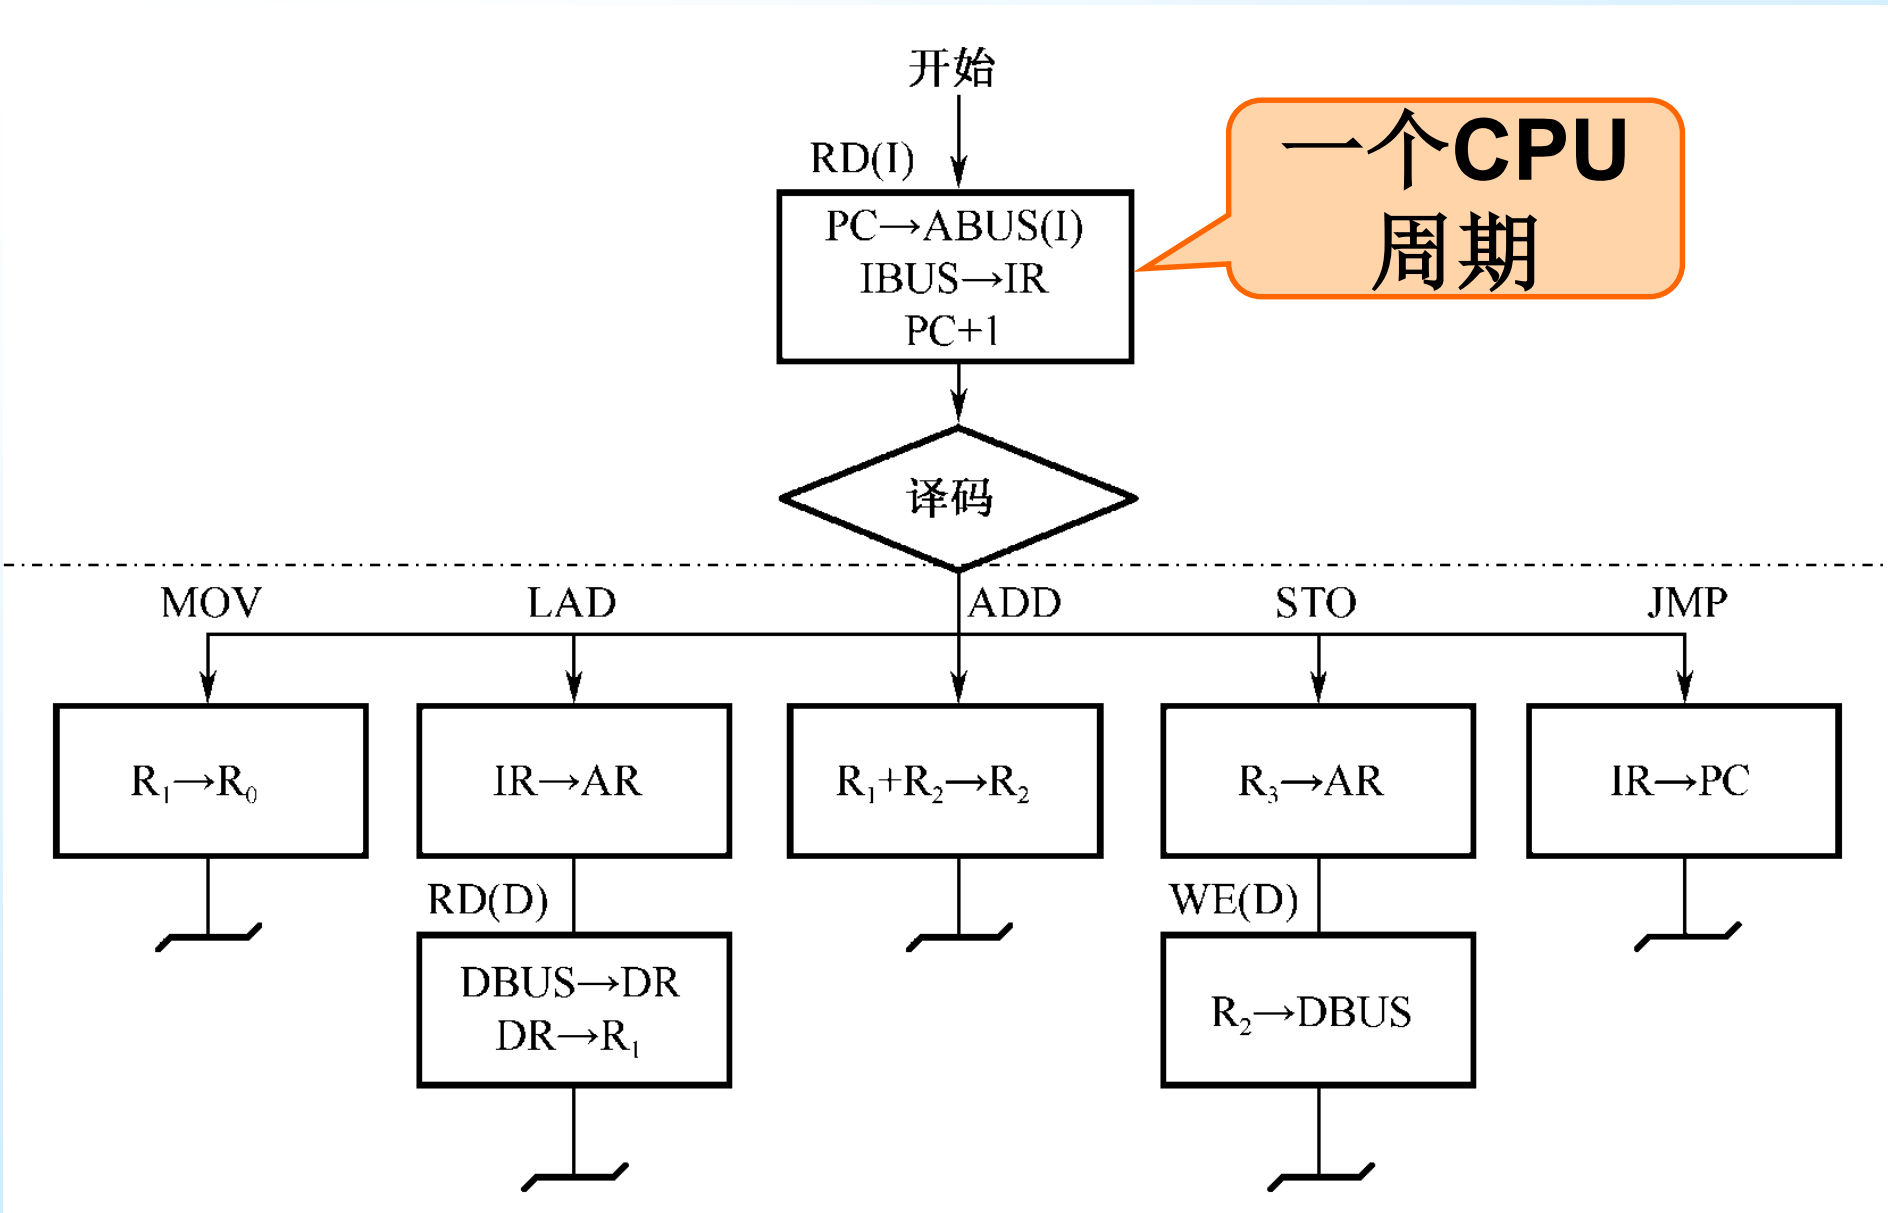 开始
RD(I)
一个CPU
周期
PC→ABUS(I)
IBUS→IR
PC+1
译码
MOV
LAD
ADD
STO
JMP
R₁→R₀
IR→AR
R₁+R₂→R₂
R₃→AR
IR→PC
RD(D)
WE(D)
DBUS→DR
DR→R₁
R₂→DBUS